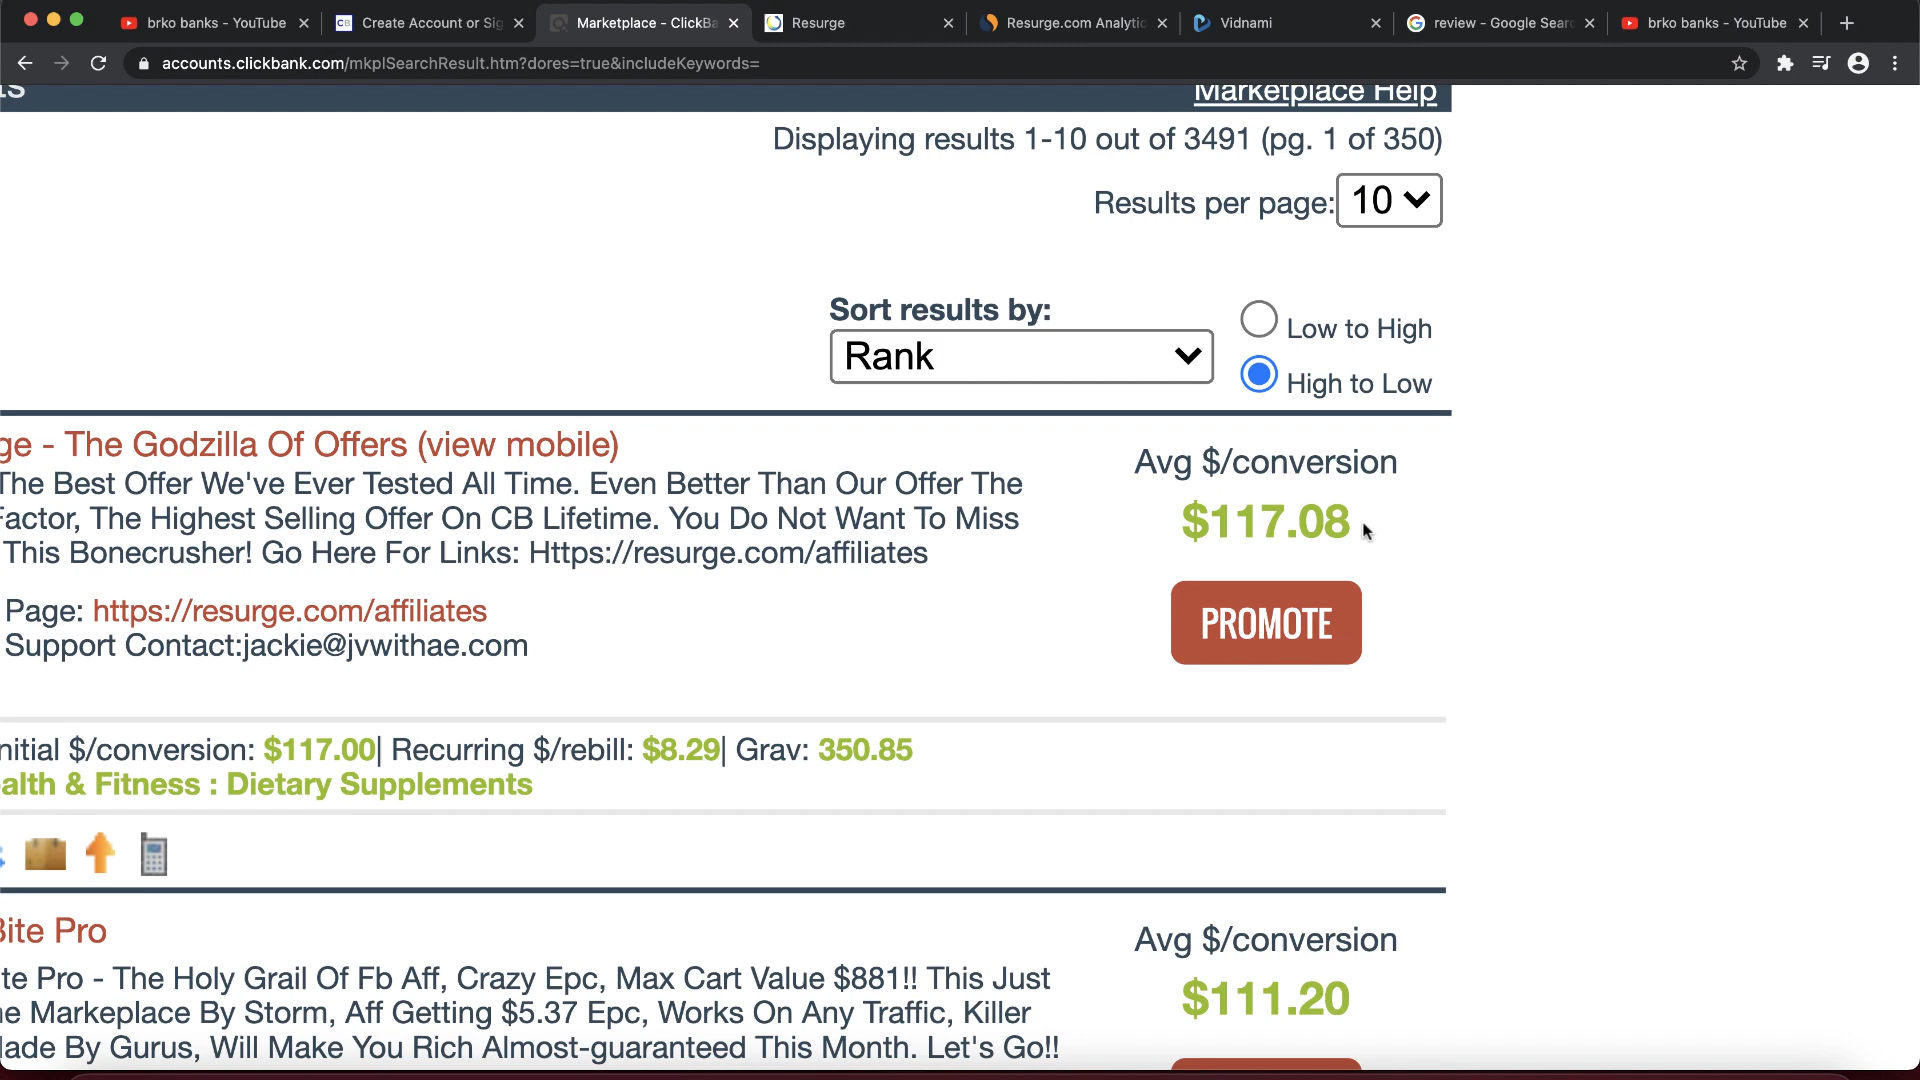 brko banks - YouTube
Create Account or Sig
Marketplace - ClickBa
Resurge
Resurge.com Analytic
Vidnami
review - Google Sear
brko banks - YouTube
accounts.clickbank.com/mkplSearchResult.htm?dores=true&includeKeywords=
Marketplace Help
Displaying results 1-10 out of 3491 (pg. 1 of 350)
Results per page: 10
Sort results by:
Rank
Low to High
High to Low
ge - The Godzilla Of Offers (view mobile)
The Best Offer We've Ever Tested All Time. Even Better Than Our Offer The
Factor, The Highest Selling Offer On CB Lifetime. You Do Not Want To Miss
This Bonecrusher! Go Here For Links: Https://resurge.com/affiliates
Avg $/conversion
$117.08
PROMOTE
Page: https://resurge.com/affiliates
Support Contact:jackie@jvwithae.com
nitial $/conversion: $117.00| Recurring $/rebill: $8.29| Grav: 350.85
alth & Fitness : Dietary Supplements
Bite Pro
te Pro - The Holy Grail Of Fb Aff, Crazy Epc, Max Cart Value $881!! This Just
e Markeplace By Storm, Aff Getting $5.37 Epc, Works On Any Traffic, Killer
Made By Gurus, Will Make You Rich Almost-guaranteed This Month. Let's Go!!
Avg $/conversion
$111.20